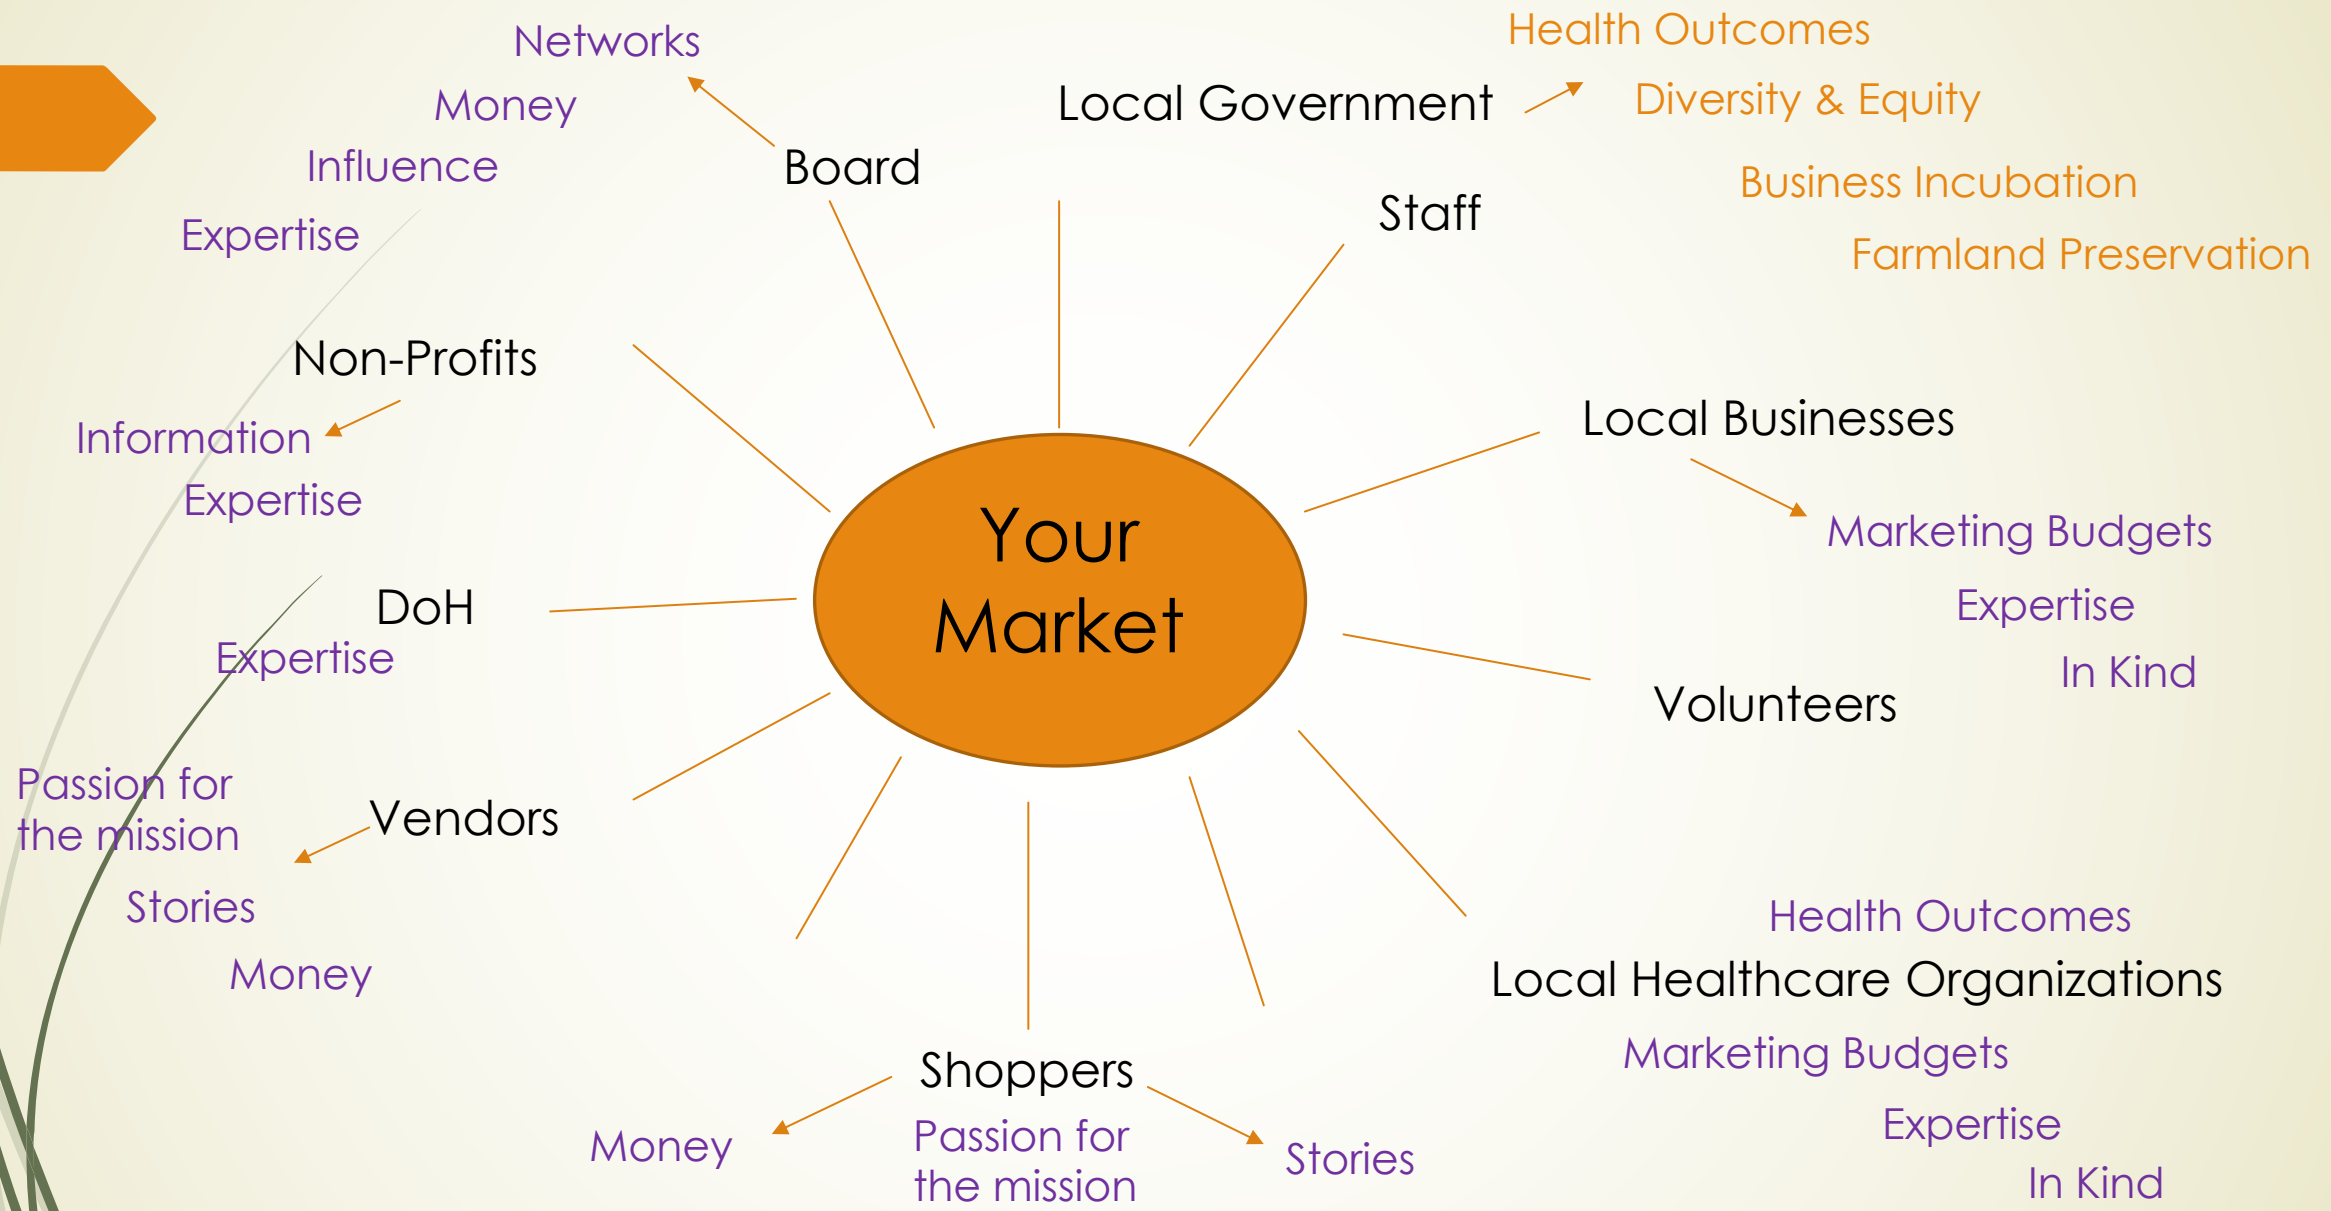 Networks
Money
Influence
Expertise
Board
Local Government
Health Outcomes
Diversity & Equity
Business Incubation
Farmland Preservation
Staff
Non-Profits
Information
Expertise
Local Businesses
Marketing Budgets
Expertise
In Kind
Your
Market
DoH
Expertise
Volunteers
Vendors
Passion for
the mission
Stories
Money
Shoppers
Money
Passion for
the mission
Stories
Health Outcomes
Local Healthcare Organizations
Marketing Budgets
Expertise
In Kind